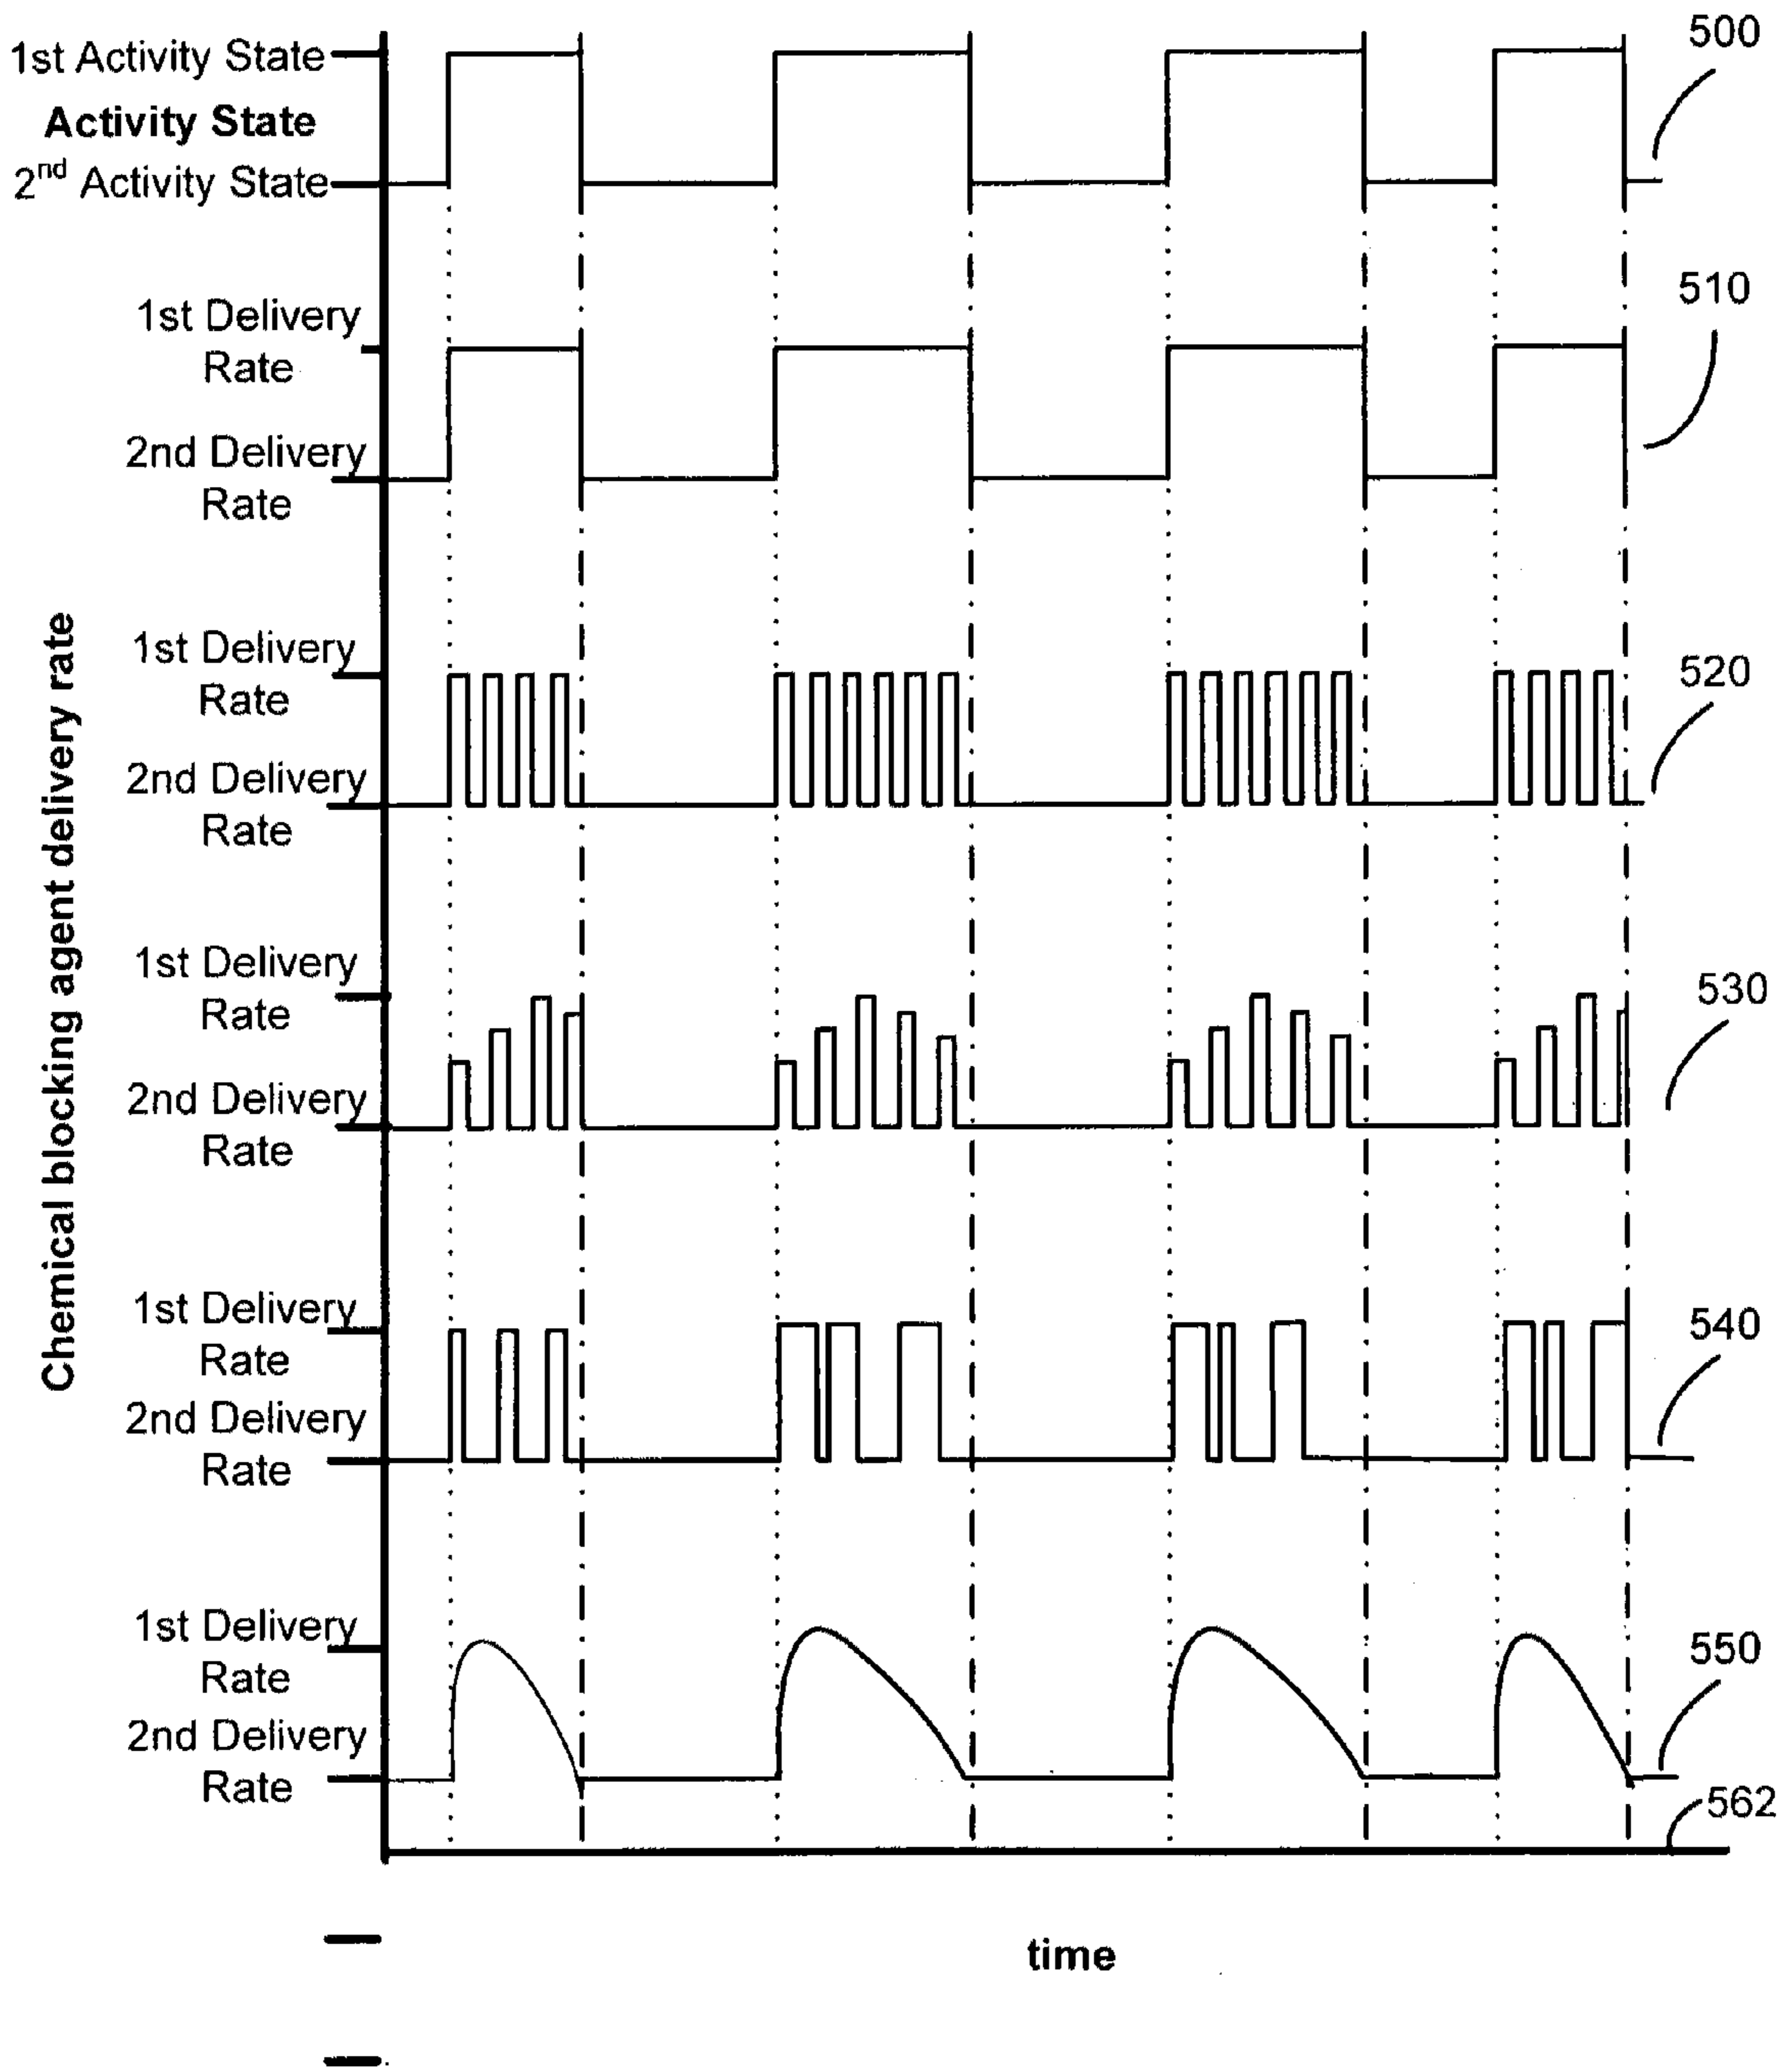 1st Activity State
Activity State
2nd Activity State
500
1st Delivery
Rate
2nd Delivery
Rate
510
Chemical blocking agent delivery rate
1st Delivery
Rate
2nd Delivery
Rate
520
1st Delivery
Rate
2nd Delivery
Rate
530
1st Delivery
Rate
2nd Delivery
Rate
540
1st Delivery
Rate
2nd Delivery
Rate
550
562
time